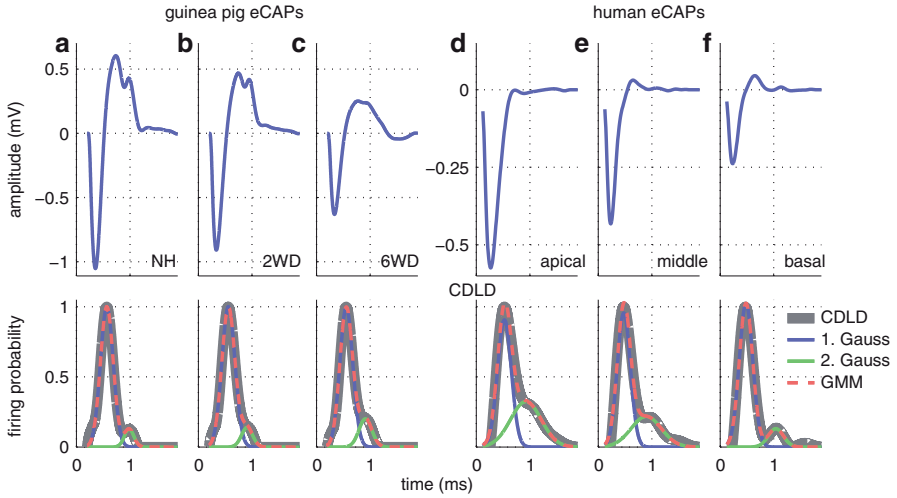 guinea pig eCAPs human eCAPs
a b c d e f
amplitude (mV)
0.5
0
−0.5
−1
0
−0.25
−0.5
NH 2WD 6WD apical middle basal
CDLD
firing probability
1
0.5
0
CDLD
1. Gauss
2. Gauss
GMM
0 1 0 1 0 1 0 1 0 1 0 1
time (ms)